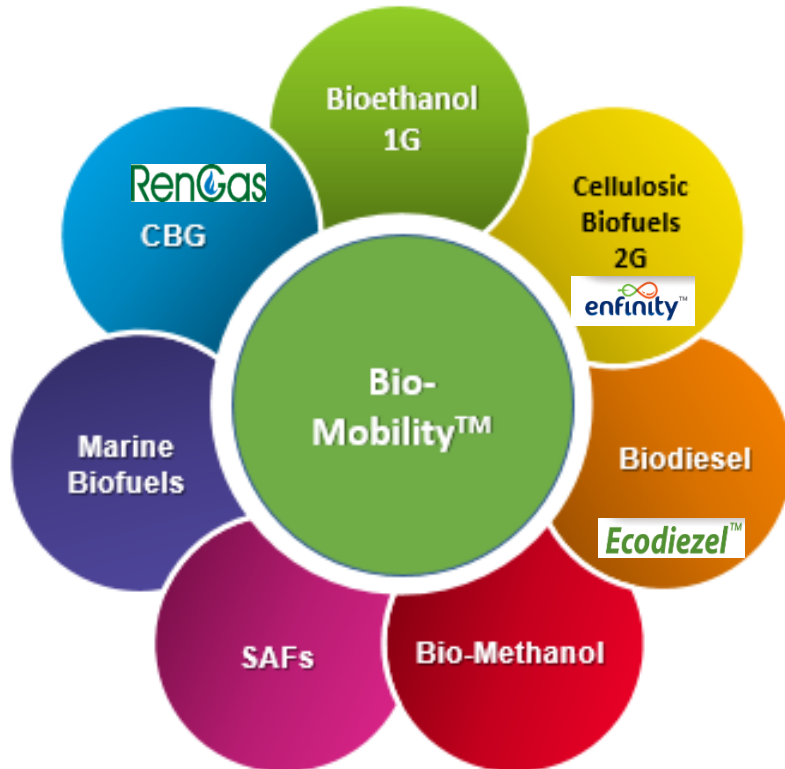 Bioethanol
1G
RenGas
CBG
Cellulosic
Biofuels
2G
enfinity™
Bio-
Mobility™
Marine
Biofuels
Biodiesel
Ecodiezel™
SAFs
Bio-Methanol